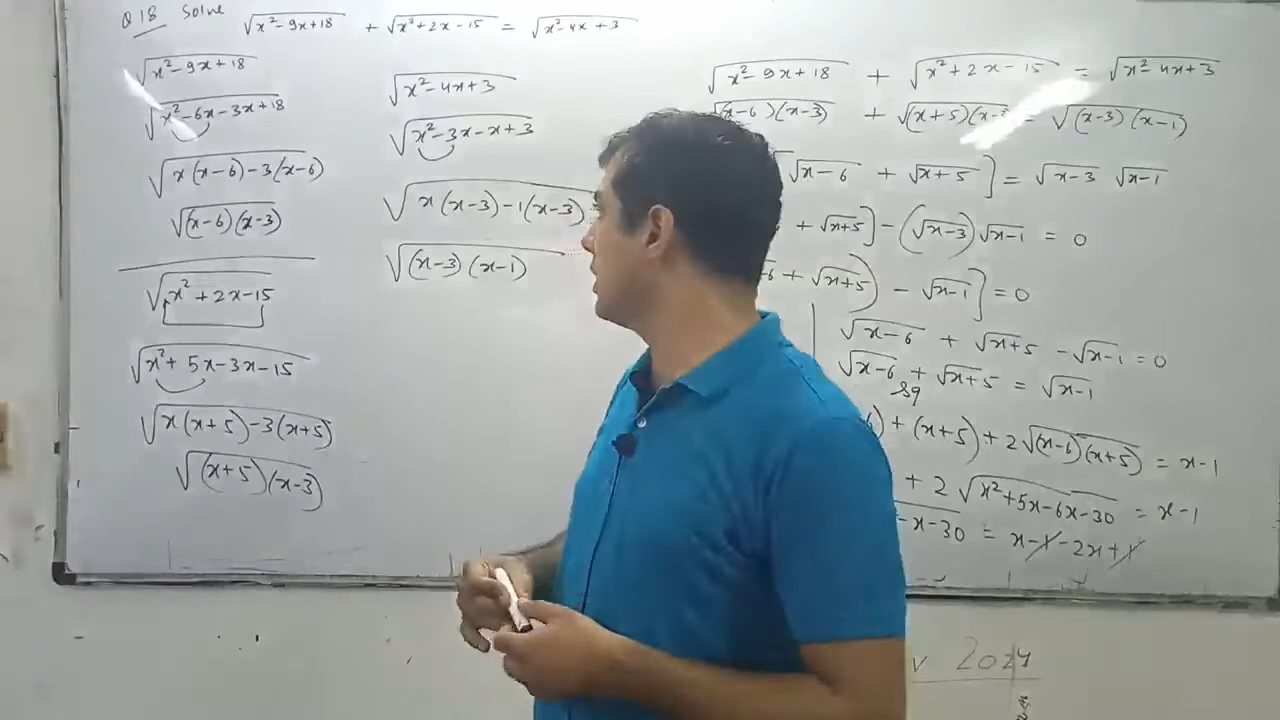 Q 18 Solve √(x²-9x+18) + √(x²+2x-15) = √(x²-4x+3)
√(x²-9x+18)
√(x²-6x-3x+18)
√(x(x-6)-3(x-6))
√((x-6)(x-3))
√(x²+2x-15)
√(x²+5x-3x-15)
√(x(x+5)-3(x+5))
√((x+5)(x-3))
√(x²-4x+3)
√(x²-3x-x+3)
√(x(x-3)-1(x-3))
√((x-3)(x-1))
√(x²-9x+18) + √(x²+2x-15) = √(x²-4x+3)
√((x-6)(x-3)) + √((x+5)(x-3 = √((x-3)(x-1))
√(x-6) + √(x+5)] = √(x-3) √(x-1)
+ √(x+5)] - (√(x-3))√(x-1) = 0
-6 + √(x+5)) - √(x-1)] = 0
√(x-6) + √(x+5) - √(x-1) = 0
√(x-6) + √(x+5) = √(x-1)
sq
) + (x+5) + 2√((x-6)(x+5)) = x-1
+ 2√(x²+5x-6x-30) = x-1
-x-30 = x-1-2x+1
v 2024